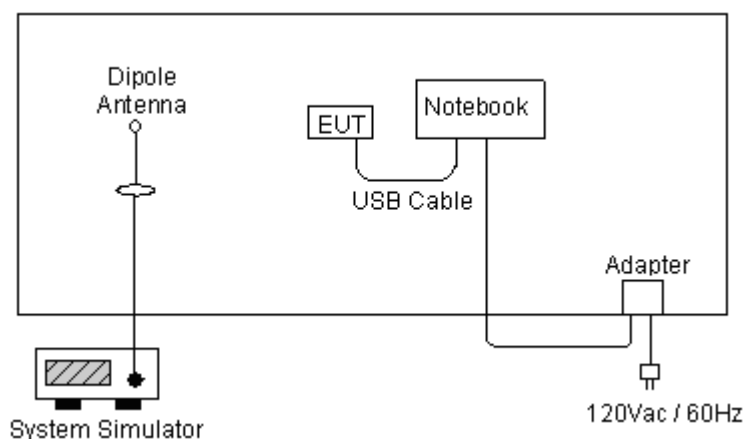 Dipole
Antenna
EUT
Notebook
USB Cable
Adapter
120Vac / 60Hz
System Simulator